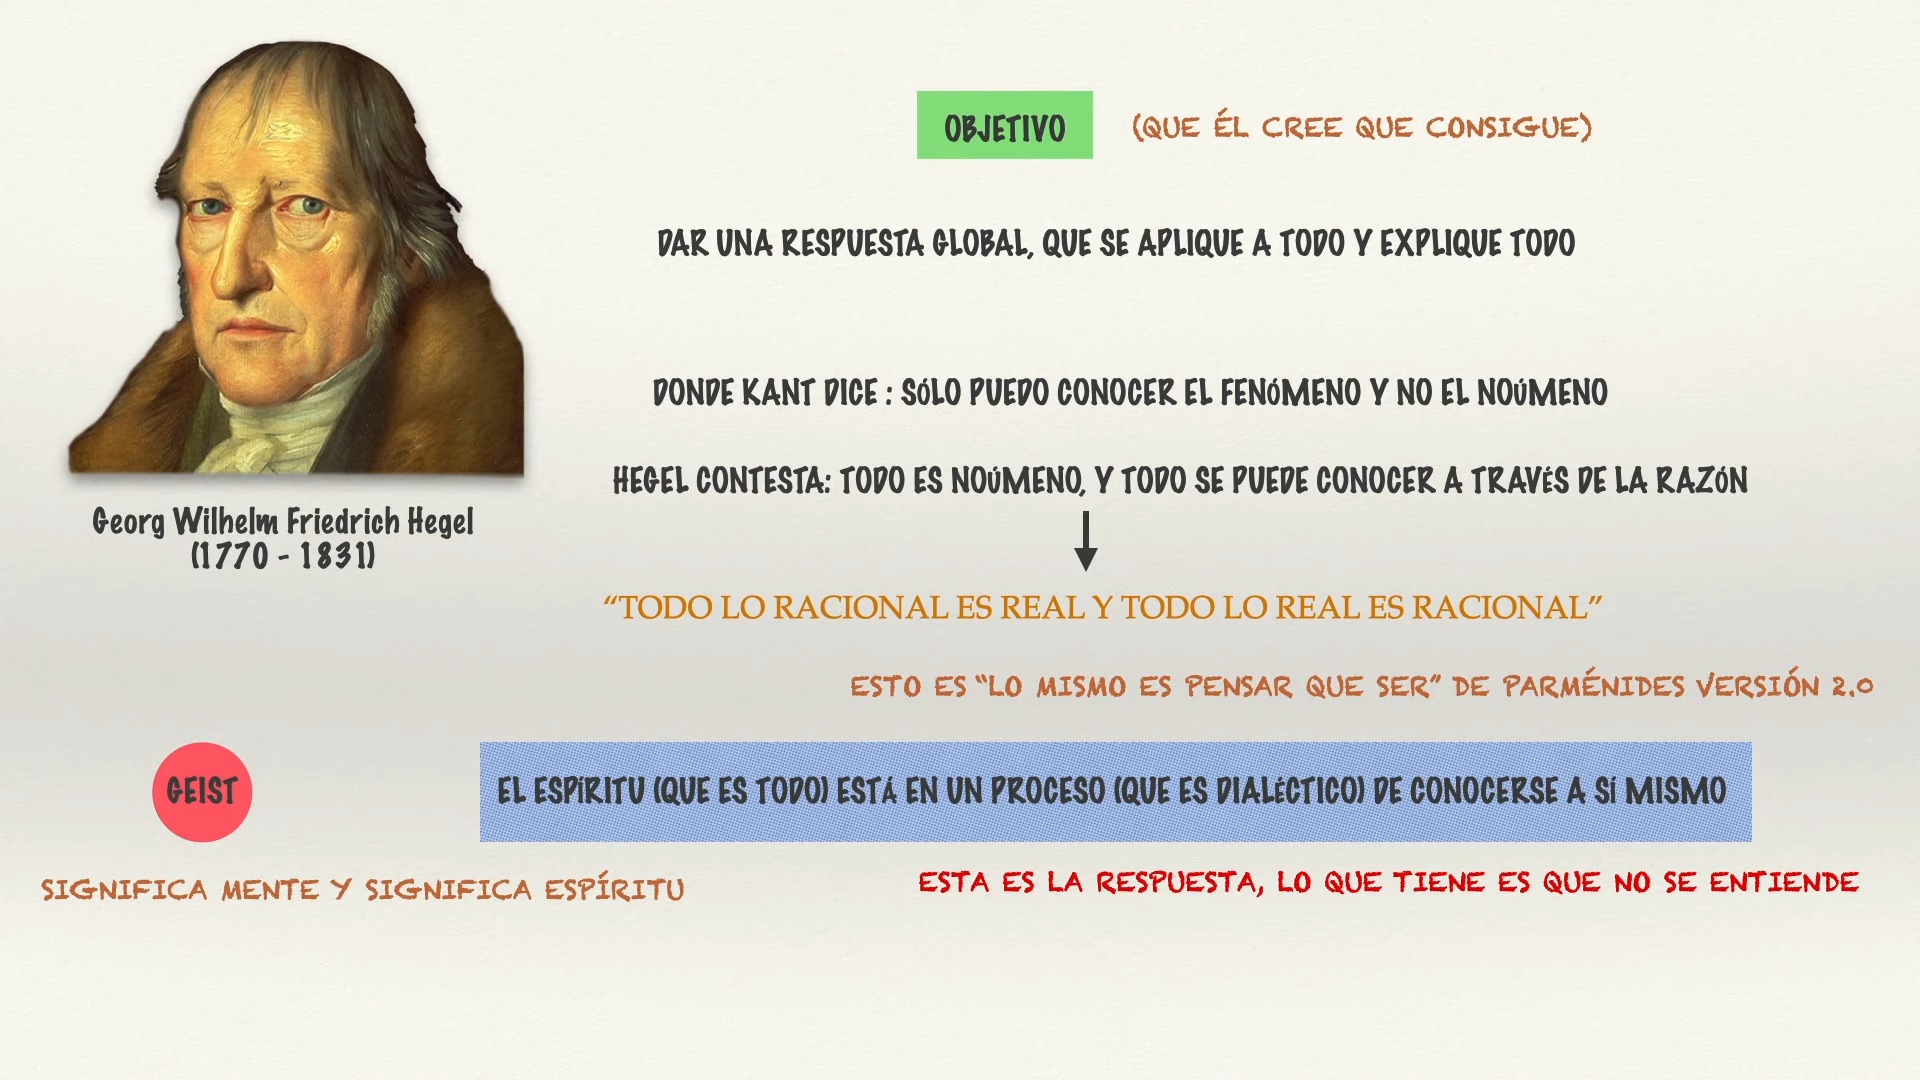 OBJETIVO (QUE ÉL CREE QUE CONSIGUE)
DAR UNA RESPUESTA GLOBAL, QUE SE APLIQUE A TODO Y EXPLIQUE TODO
DONDE KANT DICE : SÓLO PUEDO CONOCER EL FENÓMENO Y NO EL NOÚMENO
HEGEL CONTESTA: TODO ES NOÚMENO, Y TODO SE PUEDE CONOCER A TRAVÉS DE LA RAZÓN
Georg Wilhelm Friedrich Hegel
(1770 - 1831)
“TODO LO RACIONAL ES REAL Y TODO LO REAL ES RACIONAL”
ESTO ES “LO MISMO ES PENSAR QUE SER” DE PARMÉNIDES VERSIÓN 2.0
GEIST
EL ESPÍRITU (QUE ES TODO) ESTÁ EN UN PROCESO (QUE ES DIALÉCTICO) DE CONOCERSE A SÍ MISMO
SIGNIFICA MENTE Y SIGNIFICA ESPÍRITU
ESTA ES LA RESPUESTA, LO QUE TIENE ES QUE NO SE ENTIENDE